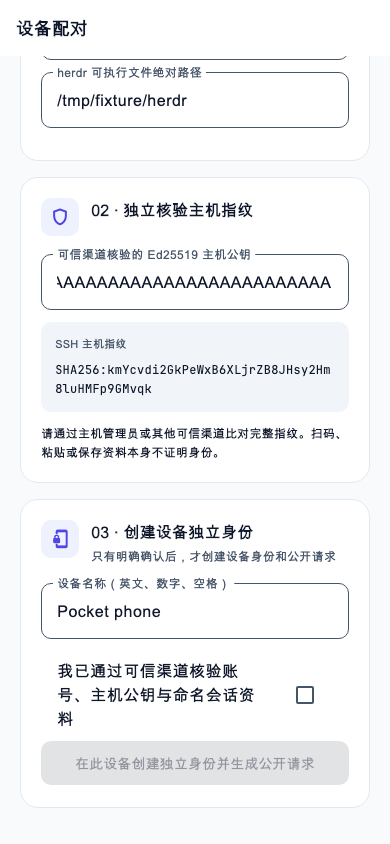 设备配对
herdr 可执行文件绝对路径
/tmp/fixture/herdr
02 · 独立核验主机指纹
可信渠道核验的 Ed25519 主机公钥
AAAAAAAAAAAAAAAAAAAAAAAAA
SSH 主机指纹
SHA256:kmYcvdi2GkPeWxB6XLjrZB8JHsy2Hm
8luHMFp9GMvqk
请通过主机管理员或其他可信渠道比对完整指纹。扫码、
粘贴或保存资料本身不证明身份。
03 · 创建设备独立身份
只有明确确认后，才创建设备身份和公开请求
设备名称（英文、数字、空格）
Pocket phone
我已通过可信渠道核验账
号、主机公钥与命名会话资
料
在此设备创建独立身份并生成公开请求